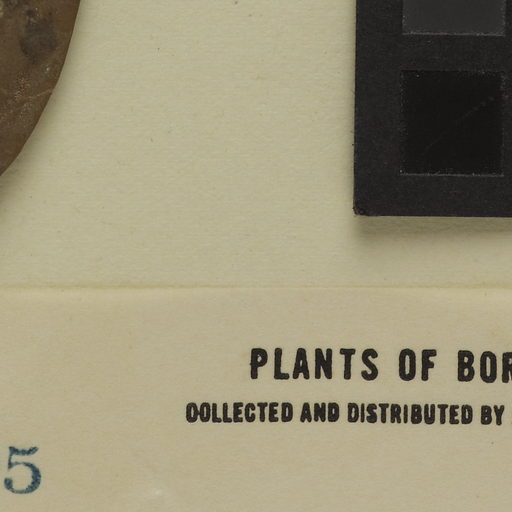 PLANTS OF BOR
COLLECTED AND DISTRIBUTED BY
5